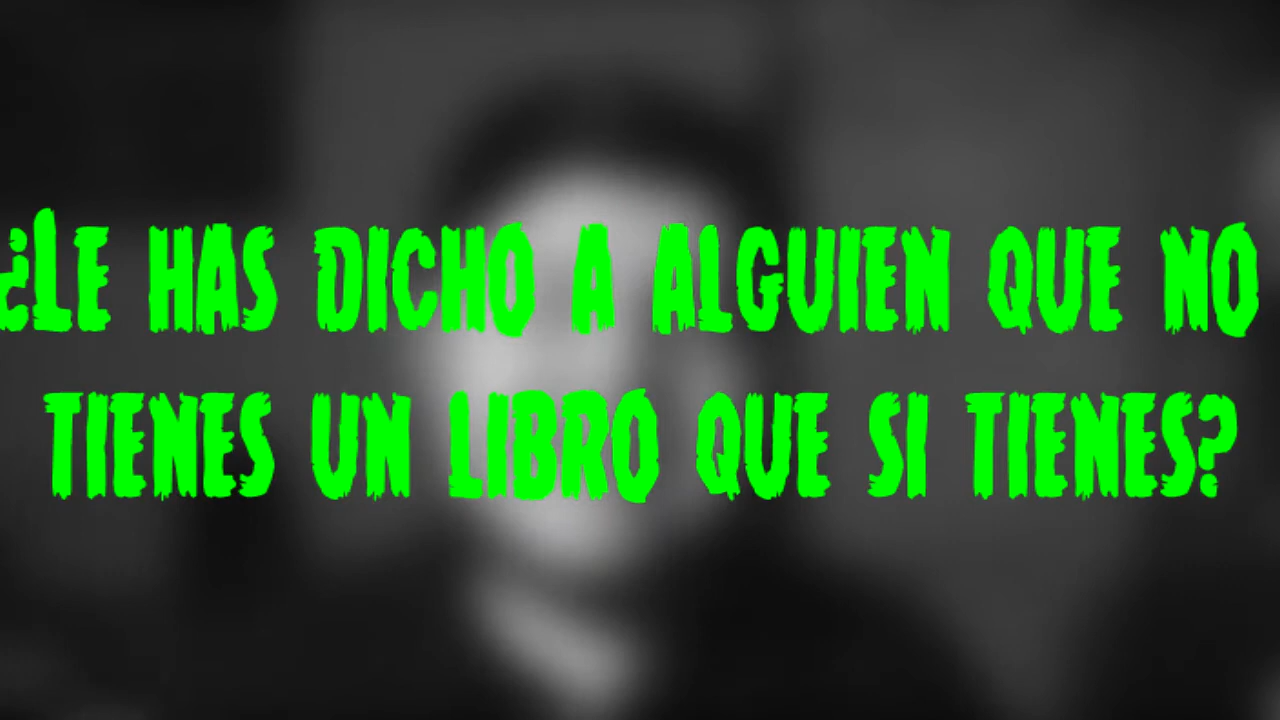 ¿LE HAS DICHO A ALGUIEN QUE NO
TIENES UN LIBRO QUE SI TIENES?